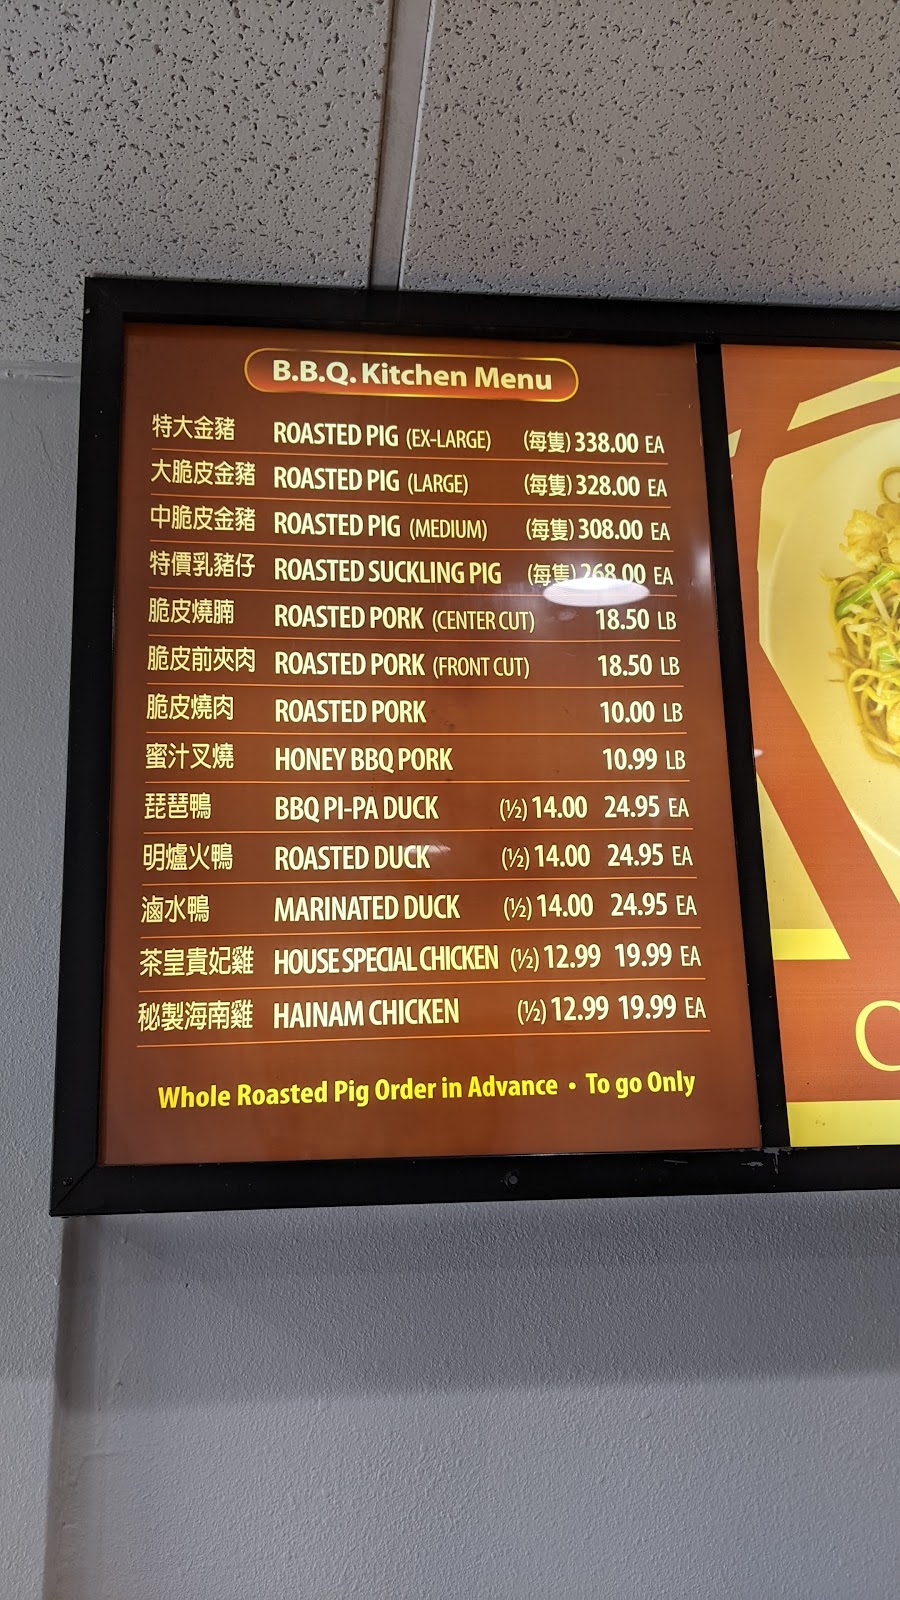 B.B.Q. Kitchen Menu
特大金豬 ROASTED PIG (EX-LARGE) (每隻) 338.00 EA
大脆皮金豬 ROASTED PIG (LARGE) (每隻) 328.00 EA
中脆皮金豬 ROASTED PIG (MEDIUM) (每隻) 308.00 EA
特價乳豬仔 ROASTED SUCKLING PIG (每隻) 268.00 EA
脆皮燒腩 ROASTED PORK (CENTER CUT) 18.50 LB
脆皮前夾肉 ROASTED PORK (FRONT CUT) 18.50 LB
脆皮燒肉 ROASTED PORK 10.00 LB
蜜汁叉燒 HONEY BBQ PORK 10.99 LB
琵琶鴨 BBQ PI-PA DUCK (½) 14.00 24.95 EA
明爐火鴨 ROASTED DUCK (½) 14.00 24.95 EA
滷水鴨 MARINATED DUCK (½) 14.00 24.95 EA
茶皇貴妃雞 HOUSE SPECIAL CHICKEN (½) 12.99 19.99 EA
秘製海南雞 HAINAM CHICKEN (½) 12.99 19.99 EA
Whole Roasted Pig Order in Advance • To go Only